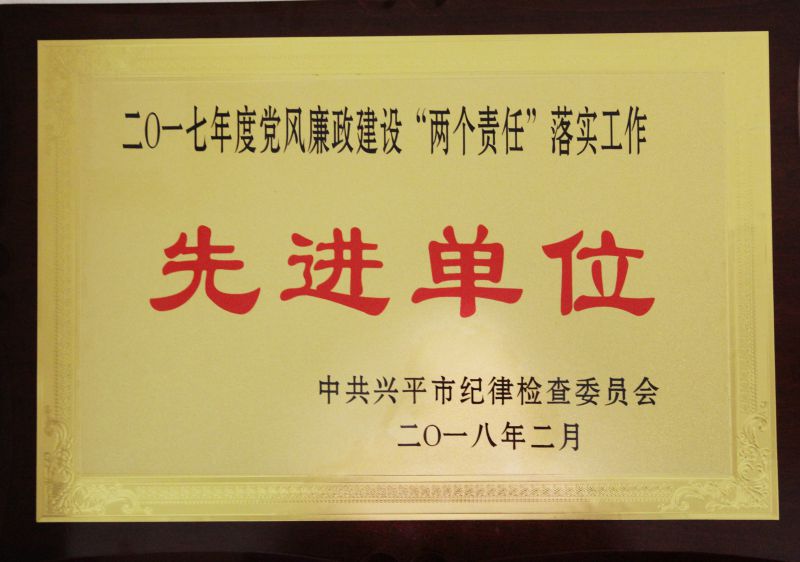 二〇一七年度党风廉政建设“两个责任”落实工作
先进单位
中共兴平市纪律检查委员会
二〇一八年二月